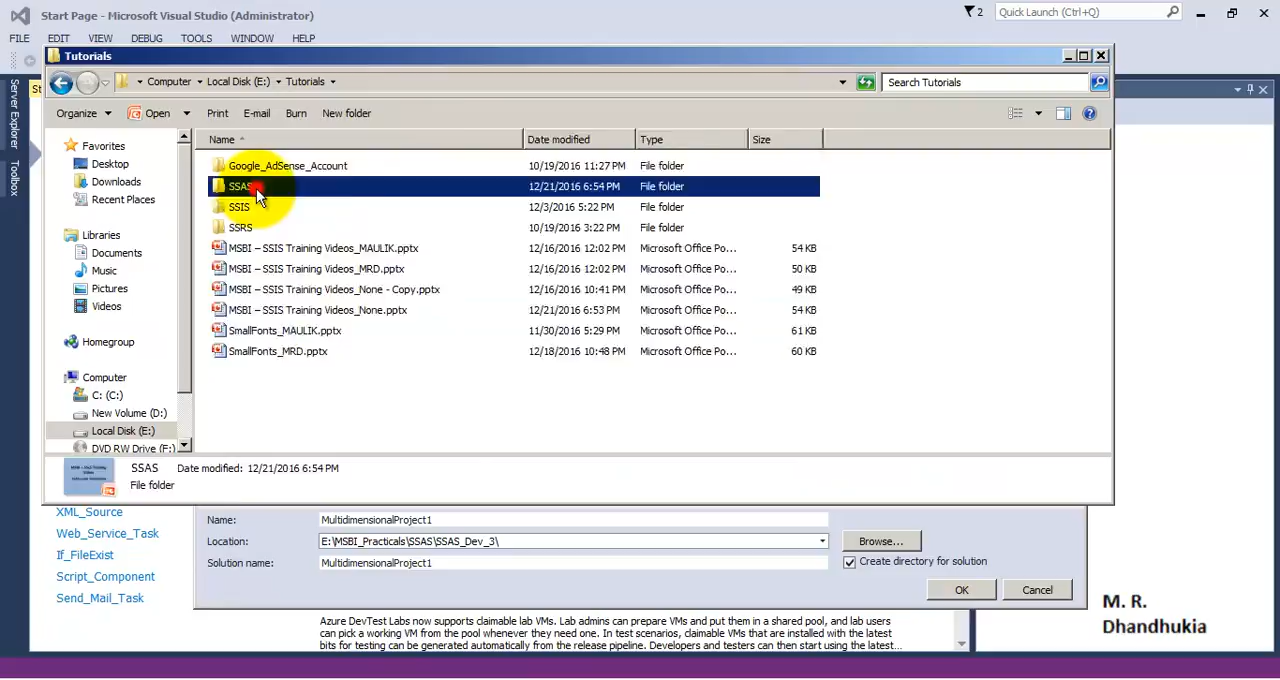 Start Page - Microsoft Visual Studio (Administrator)
2
Quick Launch (Ctrl+Q)
FILE EDIT VIEW DEBUG TOOLS WINDOW HELP
Tutorials
Computer Local Disk (E:) Tutorials
Search Tutorials
Organize Open Print E-mail Burn New folder
Server Explorer
Toolbox
Favorites
Desktop
Downloads
Recent Places
Libraries
Documents
Music
Pictures
Videos
Homegroup
Computer
C: (C:)
New Volume (D:)
Local Disk (E:)
DVD RW Drive (F:)
Name Date modified Type Size
Google_AdSense_Account 10/19/2016 11:27 PM File folder
SSAS 12/21/2016 6:54 PM File folder
SSIS 12/3/2016 5:22 PM File folder
SSRS 10/19/2016 3:22 PM File folder
MSBI – SSIS Training Videos_MAULIK.pptx 12/16/2016 12:02 PM Microsoft Office Po... 54 KB
MSBI – SSIS Training Videos_MRD.pptx 12/16/2016 12:02 PM Microsoft Office Po... 50 KB
MSBI – SSIS Training Videos_None - Copy.pptx 12/16/2016 10:41 PM Microsoft Office Po... 49 KB
MSBI – SSIS Training Videos_None.pptx 12/21/2016 6:53 PM Microsoft Office Po... 54 KB
SmallFonts_MAULIK.pptx 11/30/2016 5:29 PM Microsoft Office Po... 61 KB
SmallFonts_MRD.pptx 12/18/2016 10:48 PM Microsoft Office Po... 60 KB
SSAS Date modified: 12/21/2016 6:54 PM
File folder
XML_Source
Web_Service_Task
If_FileExist
Script_Component
Send_Mail_Task
Name: MultidimensionalProject1
Location: E:\MSBI_Practicals\SSAS\SSAS_Dev_3\ Browse...
Solution name: MultidimensionalProject1 Create directory for solution
OK Cancel
Azure DevTest Labs now supports claimable lab VMs. Lab admins can prepare VMs and put them in a shared pool, and lab users
can pick a working VM from the pool whenever they need one. In test scenarios, claimable VMs that are installed with the latest
bits for testing can be generated automatically from the release pipeline. Developers and testers can then start using the latest...
M. R.
Dhandhukia